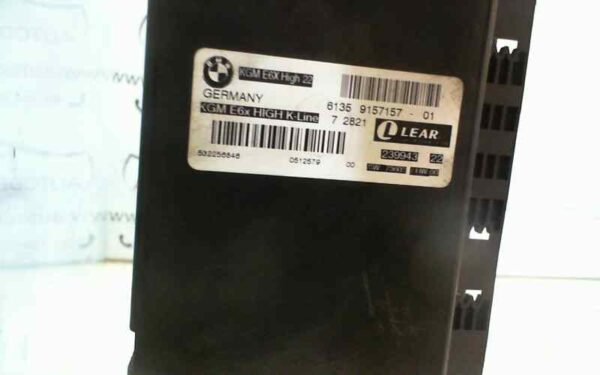 KGM E6X High 22
GERMANY
6135 9157157 - 01
KGM E6x HIGH K-Line
7 2821
LEAR
239943 22
502256646
0512579
00